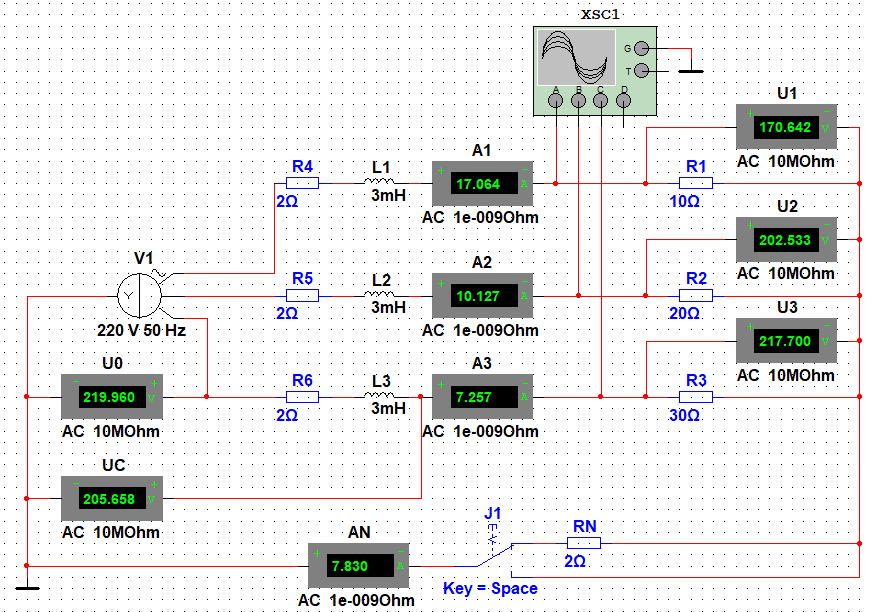 XSC1
G
T
A B C D
U1
170.642 V
AC 10MOhm
A1
17.064 A
AC 1e-009Ohm
R4
2Ω
L1
3mH
R1
10Ω
U2
202.533 V
AC 10MOhm
V1
Y
220 V 50 Hz
R5
2Ω
L2
3mH
A2
10.127 A
AC 1e-009Ohm
R2
20Ω
U3
217.700 V
AC 10MOhm
U0
219.960 V
AC 10MOhm
R6
2Ω
L3
3mH
A3
7.257 A
AC 1e-009Ohm
R3
30Ω
UC
205.658 V
AC 10MOhm
AN
7.830 A
AC 1e-009Ohm
J1
Key = Space
RN
2Ω